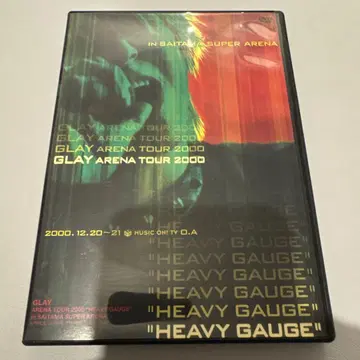 DVD
IN SAITAMA SUPER ARENA
GLAY ARENA TOUR 2000
GLAY ARENA TOUR 2000
GLAY ARENA TOUR 2000
GLAY ARENA TOUR 2000
2000.12.20~21 MUSIC ON! TV O.A
"HEAVY GAUGE"
"HEAVY GAUGE"
"HEAVY GAUGE"
"HEAVY GAUGE"
"HEAVY GAUGE"
"HEAVY GAUGE"
GLAY
ARENA TOUR 2000 "HEAVY GAUGE"
IN SAITAMA SUPER ARENA